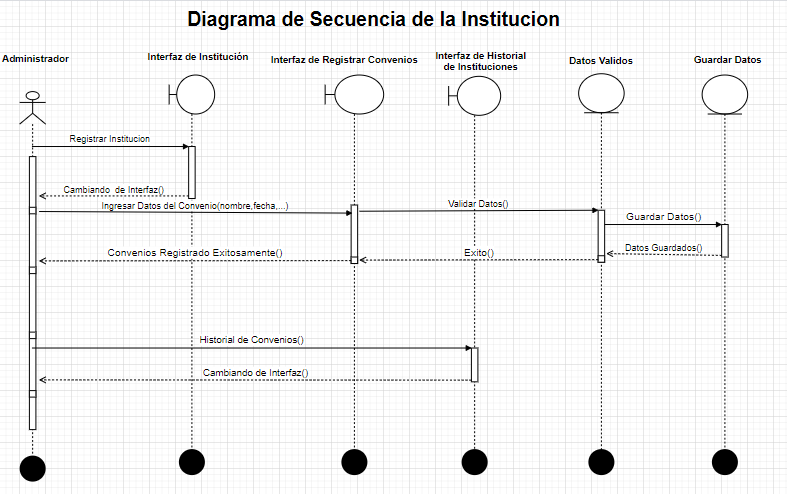 Diagrama de Secuencia de la Institucion
Administrador
Interfaz de Institución
Interfaz de Registrar Convenios
Interfaz de Historial
de Instituciones
Datos Validos
Guardar Datos
Registrar Institucion
Cambiando de Interfaz()
Ingresar Datos del Convenio(nombre,fecha,...)
Validar Datos()
Guardar Datos()
Datos Guardados()
Convenios Registrado Exitosamente()
Exito()
Historial de Convenios()
Cambiando de Interfaz()